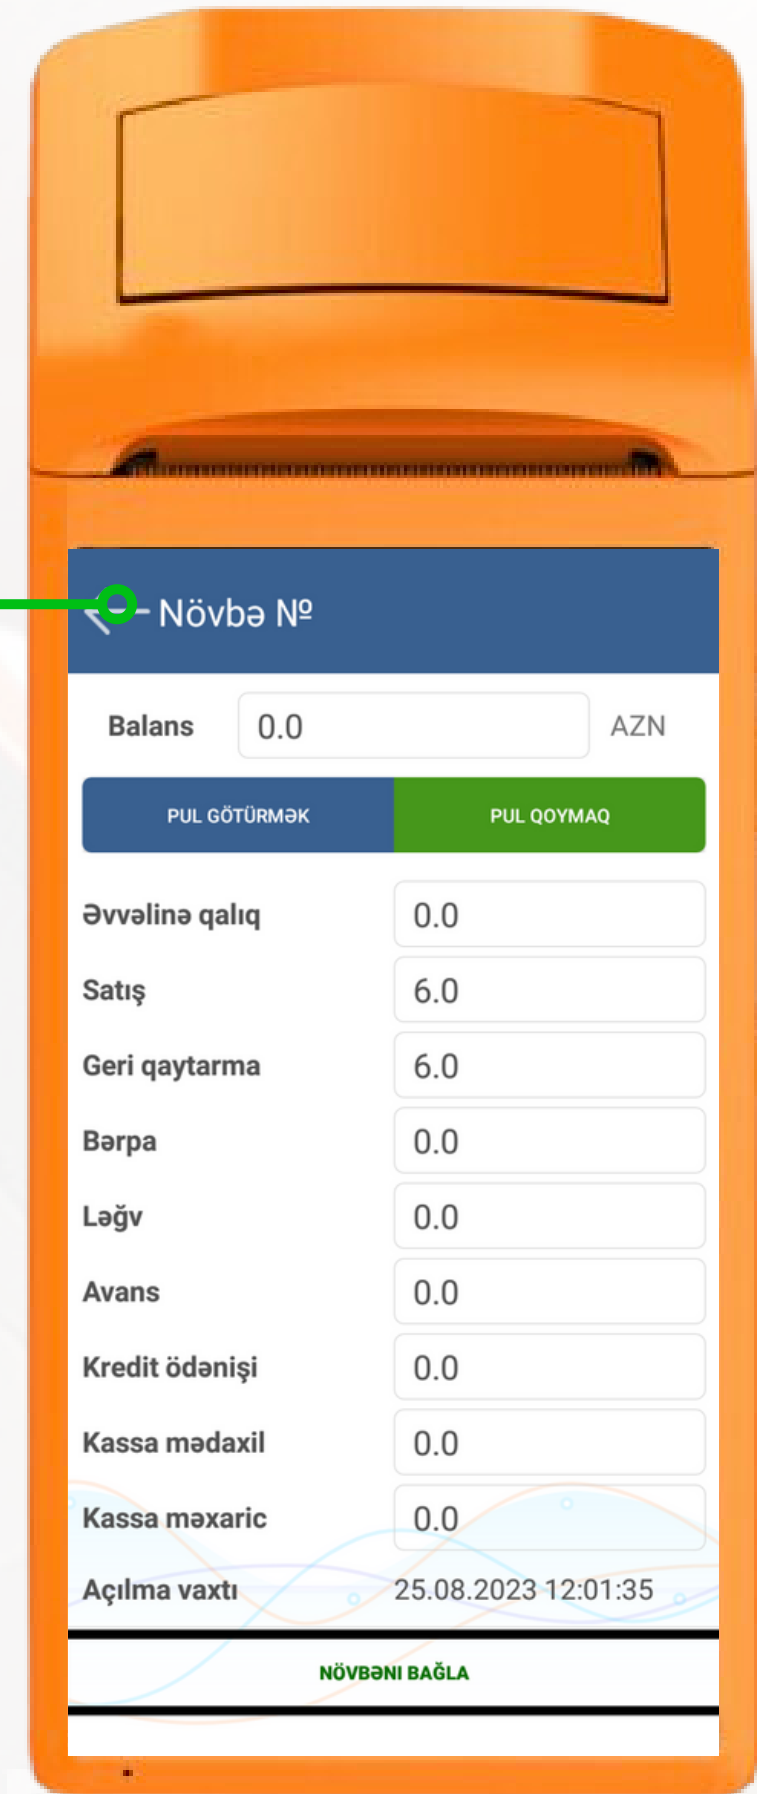 Növbə №
Balans 0.0 AZN
PUL GÖTÜRMƏK PUL QOYMAQ
Əvvəlinə qalıq 0.0
Satış 6.0
Geri qaytarma 6.0
Bərpa 0.0
Ləğv 0.0
Avans 0.0
Kredit ödənişi 0.0
Kassa mədaxil 0.0
Kassa məxaric 0.0
Açılma vaxtı 25.08.2023 12:01:35
NÖVBƏNI BAĞLA